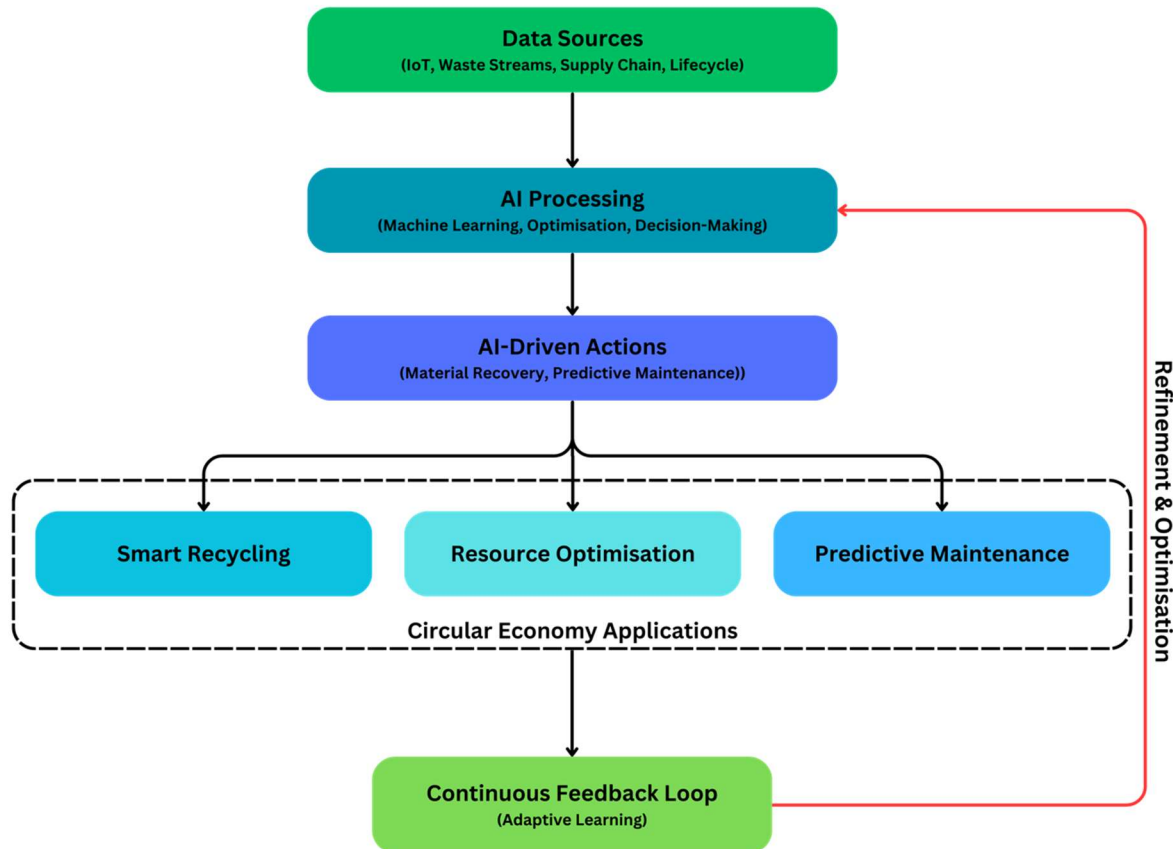 Data Sources
(IoT, Waste Streams, Supply Chain, Lifecycle)
AI Processing
(Machine Learning, Optimisation, Decision-Making)
AI-Driven Actions
(Material Recovery, Predictive Maintenance))
Smart Recycling
Resource Optimisation
Predictive Maintenance
Circular Economy Applications
Continuous Feedback Loop
(Adaptive Learning)
Refinement & Optimisation